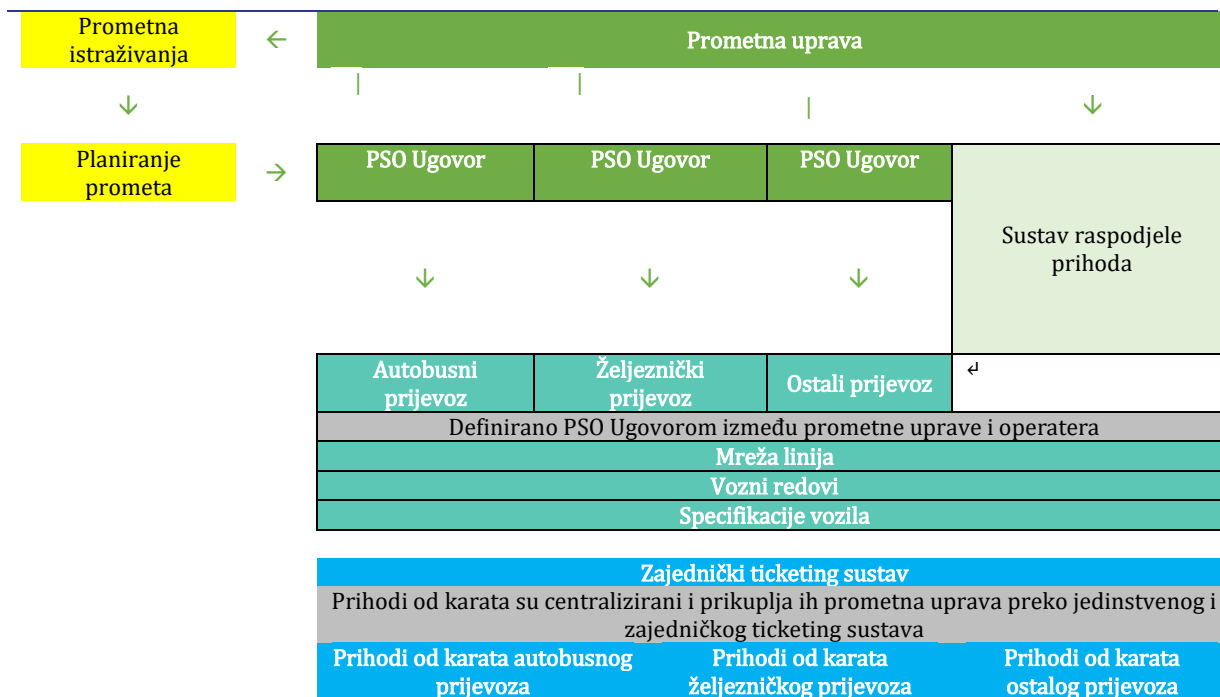 Prometna
istraživanja
←
Prometna uprava
|
|
|
↓
↓
Planiranje
prometa
→
PSO Ugovor
PSO Ugovor
PSO Ugovor
Sustav raspodjele
prihoda
↓
↓
↓
Autobusni
prijevoz
Željeznički
prijevoz
Ostali prijevoz
↲
Definirano PSO Ugovorom između prometne uprave i operatera
Mreža linija
Vozni redovi
Specifikacije vozila
Zajednički ticketing sustav
Prihodi od karata su centralizirani i prikuplja ih prometna uprava preko jedinstvenog i
zajedničkog ticketing sustava
Prihodi od karata autobusnog
prijevoza
Prihodi od karata
željezničkog prijevoza
Prihodi od karata
ostalog prijevoza